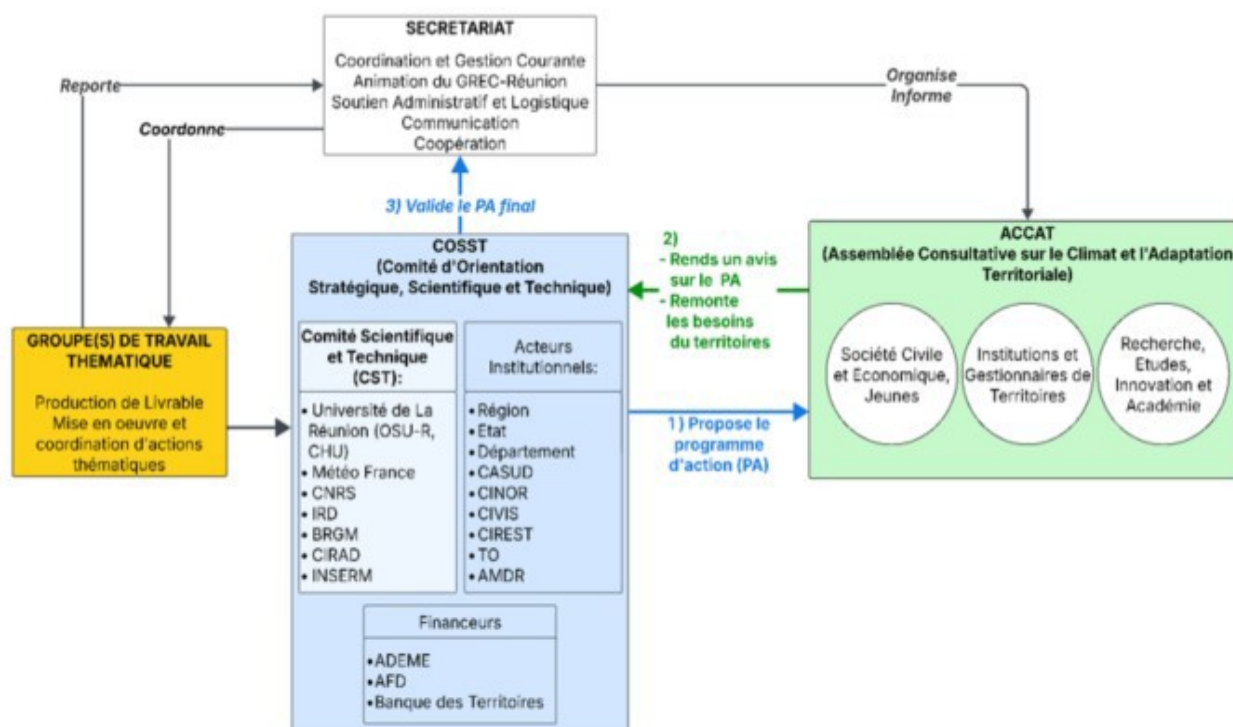 SECRETARIAT
Coordination et Gestion Courante
Animation du GREC-Réunion
Soutien Administratif et Logistique
Communication
Coopération
Reporte
Coordonne
Organise
Informe
3) Valide le PA final
COSST
(Comité d'Orientation
Stratégique, Scientifique et Technique)
Comité Scientifique
et Technique
(CST):
• Université de La
Réunion (OSU-R,
CHU)
• Météo France
• CNRS
• IRD
• BRGM
• CIRAD
• INSERM
Acteurs
Institutionnels:
• Région
• Etat
• Département
• CASUD
• CINOR
• CIVIS
• CIREST
• TO
• AMDR
Financeurs
• ADEME
• AFD
• Banque des Territoires
GROUPE(S) DE TRAVAIL
THEMATIQUE
Production de Livrable
Mise en oeuvre et
coordination d'actions
thématiques
2)
- Rends un avis
sur le PA
- Remonte
les besoins
du territoires
1 ) Propose le
programme
d'action (PA)
ACCAT
(Assemblée Consultative sur le Climat et l'Adaptation
Territoriale)
Société Civile
et Economique,
Jeunes
Institutions et
Gestionnaires de
Territoires
Recherche,
Etudes,
Innovation et
Académie